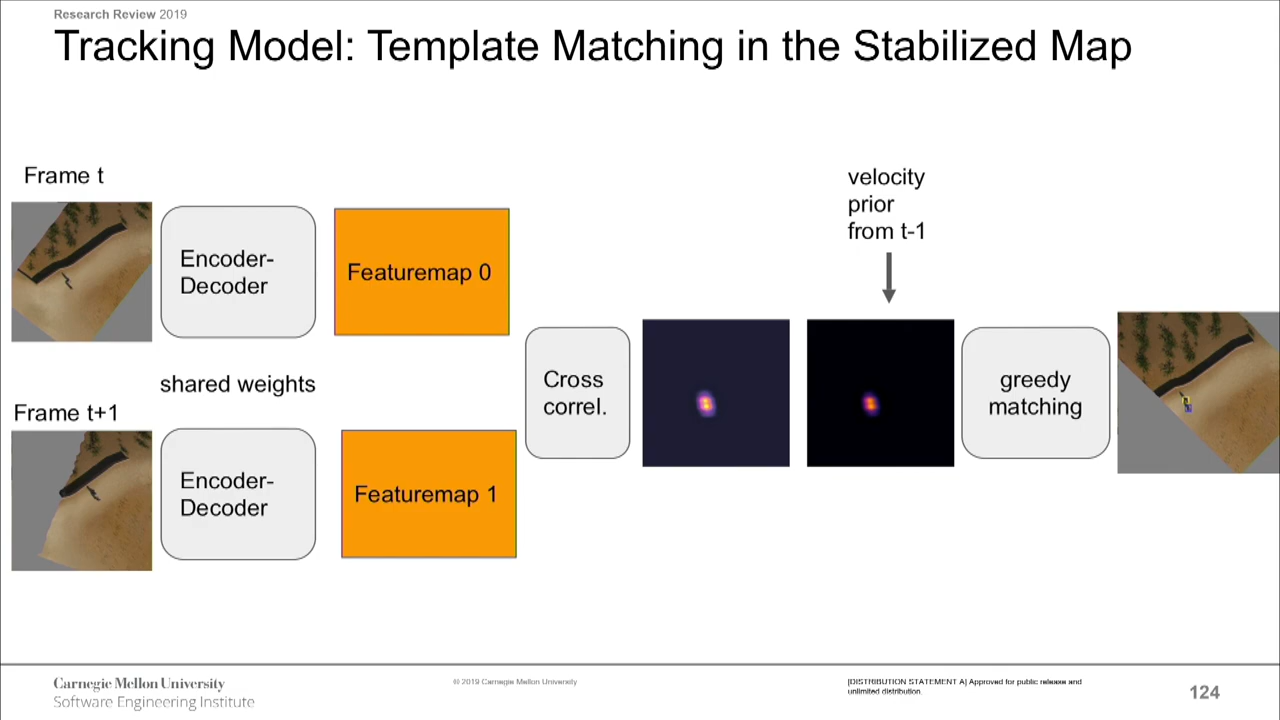 Research Review 2019
Tracking Model: Template Matching in the Stabilized Map
Frame t
Encoder-
Decoder
Featuremap 0
shared weights
Frame t+1
Encoder-
Decoder
Featuremap 1
Cross
correl.
velocity
prior
from t-1
greedy
matching
Carnegie Mellon University
Software Engineering Institute
© 2019 Carnegie Mellon University
[DISTRIBUTION STATEMENT A] Approved for public release and
unlimited distribution.
124